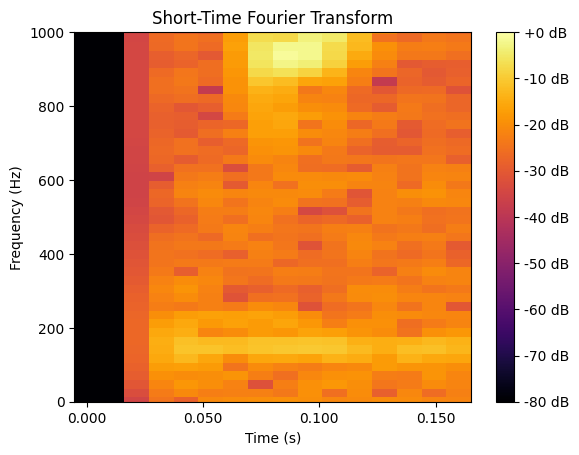 Short-Time Fourier Transform
Frequency (Hz)
1000
800
600
400
200
0
0.000
0.050
0.100
0.150
Time (s)
+0 dB
-10 dB
-20 dB
-30 dB
-40 dB
-50 dB
-60 dB
-70 dB
-80 dB